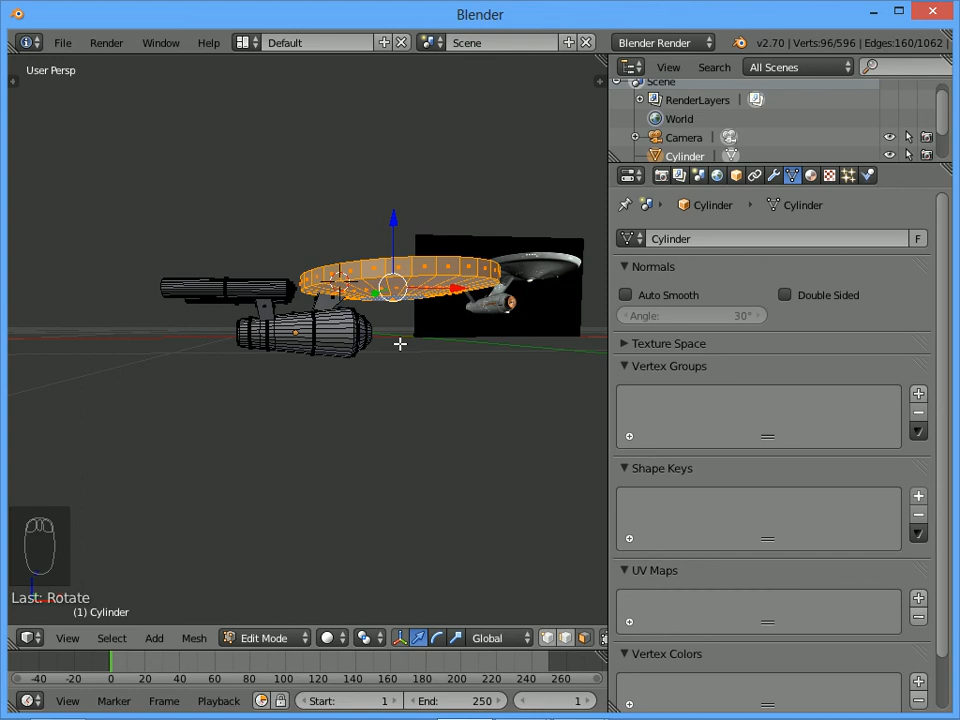 Blender
File Render Window Help Default Scene Blender Render v2.70 | Verts:96/596 | Edges:160/1062 |
User Persp
View Search All Scenes
Scene
RenderLayers
World
Camera
Cylinder
Cylinder Cylinder
Cylinder F
Normals
Auto Smooth Double Sided
Angle: 30°
Texture Space
Vertex Groups
Shape Keys
UV Maps
Vertex Colors
Last: Rotate
(1) Cylinder
View Select Add Mesh Edit Mode Global
-40 -20 0 20 40 60 80 100 120 140 160 180 200 220 240 260
View Marker Frame Playback Start: 1 End: 250 1